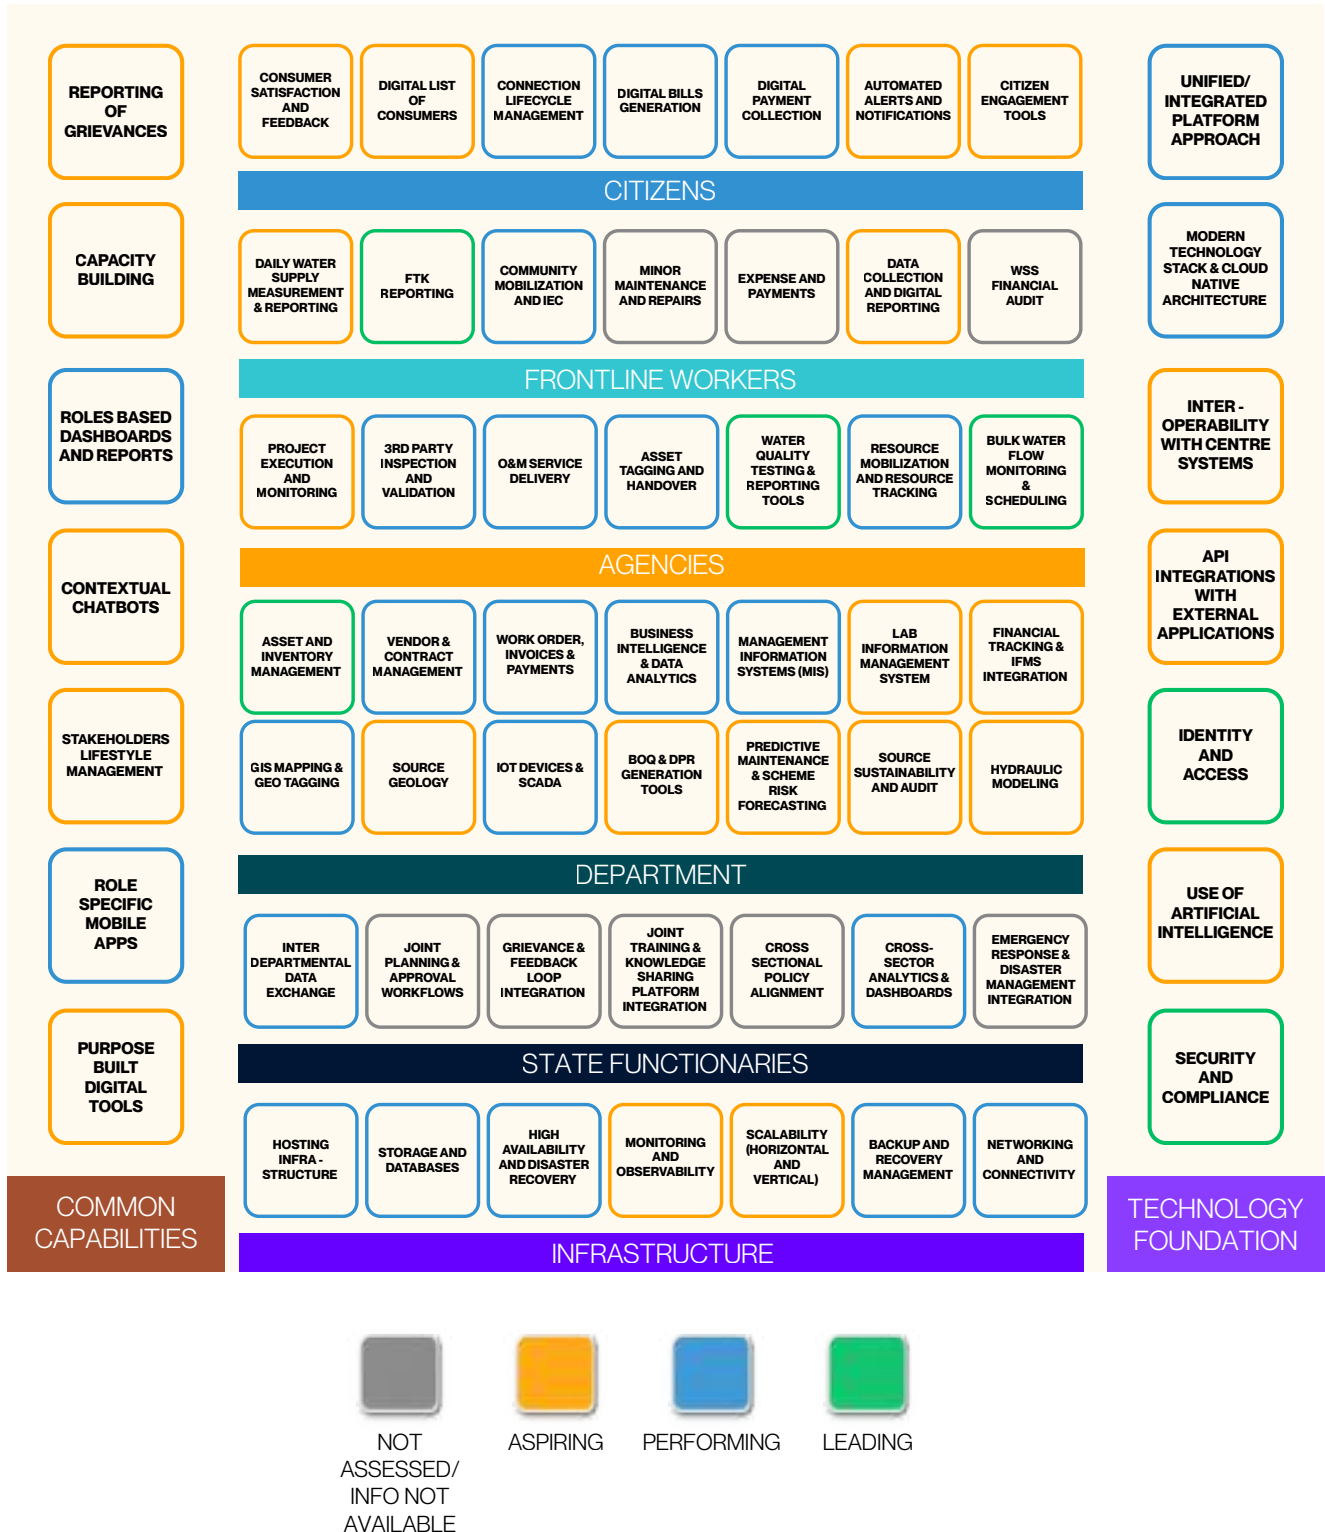 REPORTING
OF
GRIEVANCES
CAPACITY
BUILDING
ROLES BASED
DASHBOARDS
AND REPORTS
CONTEXTUAL
CHATBOTS
STAKEHOLDERS
LIFESTYLE
MANAGEMENT
ROLE
SPECIFIC
MOBILE
APPS
PURPOSE
BUILT
DIGITAL
TOOLS
COMMON
CAPABILITIES
CONSUMER
SATISFACTION
AND
FEEDBACK
DIGITAL LIST
OF
CONSUMERS
CONNECTION
LIFECYCLE
MANAGEMENT
DIGITAL BILLS
GENERATION
DIGITAL
PAYMENT
COLLECTION
AUTOMATED
ALERTS AND
NOTIFICATIONS
CITIZEN
ENGAGEMENT
TOOLS
CITIZENS
DAILY WATER
SUPPLY
MEASUREMENT
& REPORTING
FTK
REPORTING
COMMUNITY
MOBILIZATION
AND IEC
MINOR
MAINTENANCE
AND REPAIRS
EXPENSE AND
PAYMENTS
DATA
COLLECTION
AND DIGITAL
REPORTING
WSS
FINANCIAL
AUDIT
FRONTLINE WORKERS
PROJECT
EXECUTION
AND
MONITORING
3RD PARTY
INSPECTION
AND
VALIDATION
O&M SERVICE
DELIVERY
ASSET
TAGGING AND
HANDOVER
WATER
QUALITY
TESTING &
REPORTING
TOOLS
RESOURCE
MOBILIZATION
AND RESOURCE
TRACKING
BULK WATER
FLOW
MONITORING
&
SCHEDULING
AGENCIES
ASSET AND
INVENTORY
MANAGEMENT
VENDOR &
CONTRACT
MANAGEMENT
WORK ORDER,
INVOICES &
PAYMENTS
BUSINESS
INTELLIGENCE
& DATA
ANALYTICS
MANAGEMENT
INFORMATION
SYSTEMS (MIS)
LAB
INFORMATION
MANAGEMENT
SYSTEM
FINANCIAL
TRACKING &
IFMS
INTEGRATION
GIS MAPPING &
GEO TAGGING
SOURCE
GEOLOGY
IOT DEVICES &
SCADA
BOQ & DPR
GENERATION
TOOLS
PREDICTIVE
MAINTENANCE
& SCHEME
RISK
FORECASTING
SOURCE
SUSTAINABILITY
AND AUDIT
HYDRAULIC
MODELING
DEPARTMENT
INTER
DEPARTMENTAL
DATA
EXCHANGE
JOINT
PLANNING &
APPROVAL
WORKFLOWS
GRIEVANCE &
FEEDBACK
LOOP
INTEGRATION
JOINT
TRAINING &
KNOWLEDGE
SHARING
PLATFORM
INTEGRATION
CROSS
SECTIONAL
POLICY
ALIGNMENT
CROSS-
SECTOR
ANALYTICS &
DASHBOARDS
EMERGENCY
RESPONSE &
DISASTER
MANAGEMENT
INTEGRATION
STATE FUNCTIONARIES
HOSTING
INFRA -
STRUCTURE
STORAGE AND
DATABASES
HIGH
AVAILABILITY
AND DISASTER
RECOVERY
MONITORING
AND
OBSERVABILITY
SCALABILITY
(HORIZONTAL
AND
VERTICAL)
BACKUP AND
RECOVERY
MANAGEMENT
NETWORKING
AND
CONNECTIVITY
INFRASTRUCTURE
UNIFIED/
INTEGRATED
PLATFORM
APPROACH
MODERN
TECHNOLOGY
STACK & CLOUD
NATIVE
ARCHITECTURE
INTER -
OPERABILITY
WITH CENTRE
SYSTEMS
API
INTEGRATIONS
WITH
EXTERNAL
APPLICATIONS
IDENTITY
AND
ACCESS
USE OF
ARTIFICIAL
INTELLIGENCE
SECURITY
AND
COMPLIANCE
TECHNOLOGY
FOUNDATION
NOT
ASSESSED/
INFO NOT
AVAILABLE
ASPIRING
PERFORMING
LEADING